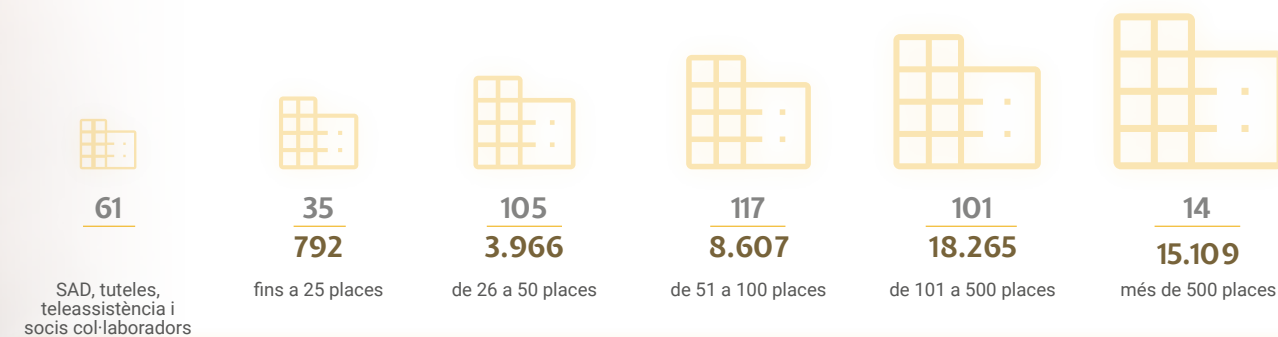 61
SAD, tuteles,
teleassistència i
socis col·laboradors
35
792
fins a 25 places
105
3.966
de 26 a 50 places
117
8.607
de 51 a 100 places
101
18.265
de 101 a 500 places
14
15.109
més de 500 places